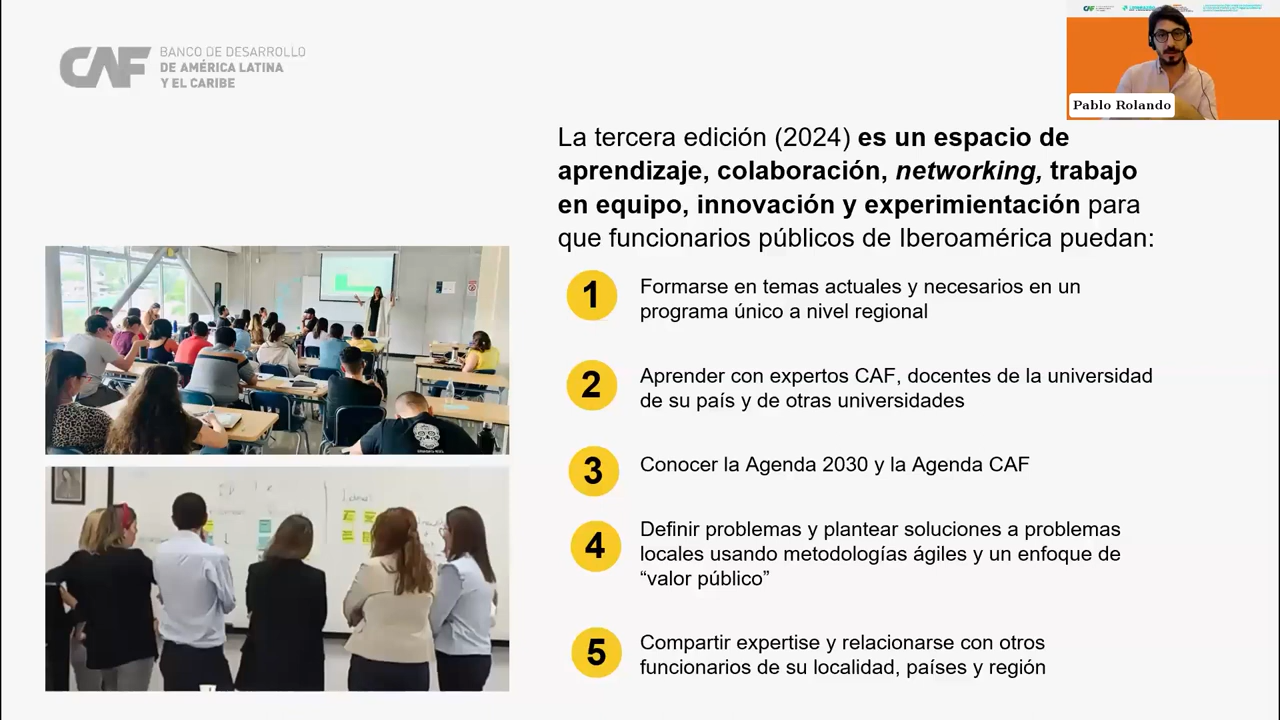 CAF
BANCO DE DESARROLLO
DE AMÉRICA LATINA
Y EL CARIBE
Pablo Rolando
La tercera edición (2024) es un espacio de
aprendizaje, colaboración, networking, trabajo
en equipo, innovación y experimientación para
que funcionarios públicos de Iberoamérica puedan:
1
Formarse en temas actuales y necesarios en un
programa único a nivel regional
2
Aprender con expertos CAF, docentes de la universidad
de su país y de otras universidades
3
Conocer la Agenda 2030 y la Agenda CAF
4
Definir problemas y plantear soluciones a problemas
locales usando metodologías ágiles y un enfoque de
“valor público”
5
Compartir expertise y relacionarse con otros
funcionarios de su localidad, países y región